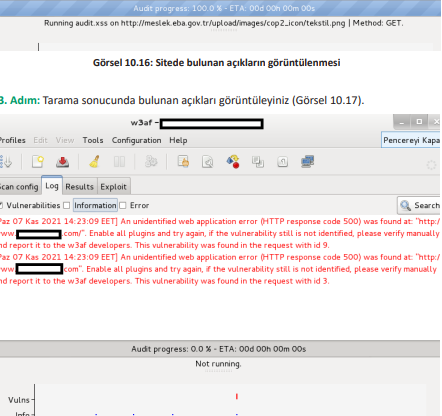 Audit progress: 100.0 % - ETA: 00d 00h 00m 00s
Running audit.xss on http://meslek.eba.gov.tr/upload/images/cop2_icon/tekstil.png | Method: GET.
Görsel 10.16: Sitede bulunan açıkların görüntülenmesi
3. Adım: Tarama sonucunda bulunan açıkları görüntüleyiniz (Görsel 10.17).
w3af -
Profiles Edit View Tools Configuration Help
Pencereyi Kapa
Scan config Log Results Exploit
Vulnerabilities Information Error Search
Paz 07 Kas 2021 14:23:09 EET] An unidentified web application error (HTTP response code 500) was found at: "http:/
www. .com/". Enable all plugins and try again, if the vulnerability still is not identified, please verify manually
nd report it to the w3af developers. This vulnerability was found in the request with id 9.
Paz 07 Kas 2021 14:23:09 EET] An unidentified web application error (HTTP response code 500) was found at: "http:/
ww. com/". Enable all plugins and try again, if the vulnerability still is not identified, please verify manually
nd report it to the w3af developers. This vulnerability was found in the request with id 3.
Audit progress: 0.0 % - ETA: 00d 00h 00m 00s
Not running.
Vulns
Info